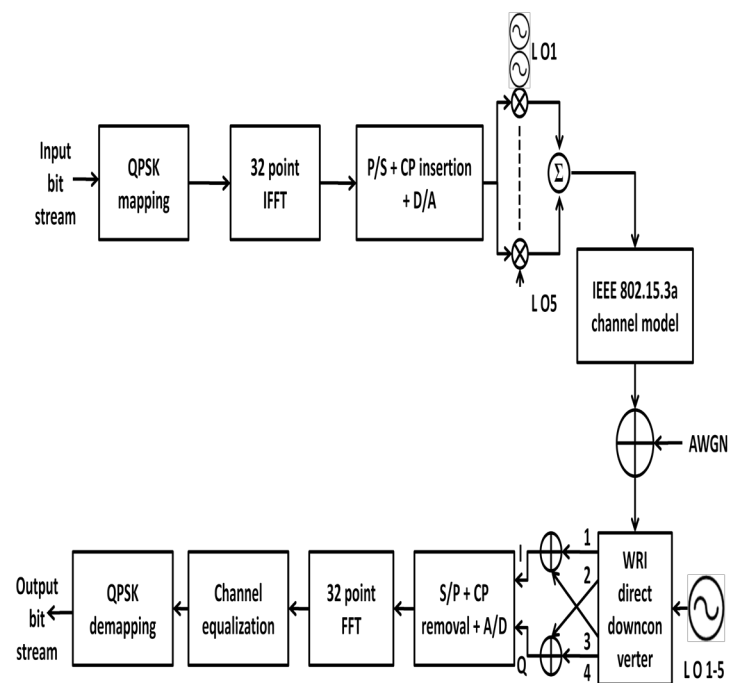 L O1
Input
bit
stream
QPSK
mapping
32 point
IFFT
P/S + CP insertion
+ D/A
Σ
L O5
IEEE 802.15.3a
channel model
AWGN
Output
bit
stream
QPSK
demapping
Channel
equalization
32 point
FFT
S/P + CP
removal + A/D
I
Q
1
2
3
4
WRI
direct
downcon
verter
L O 1-5